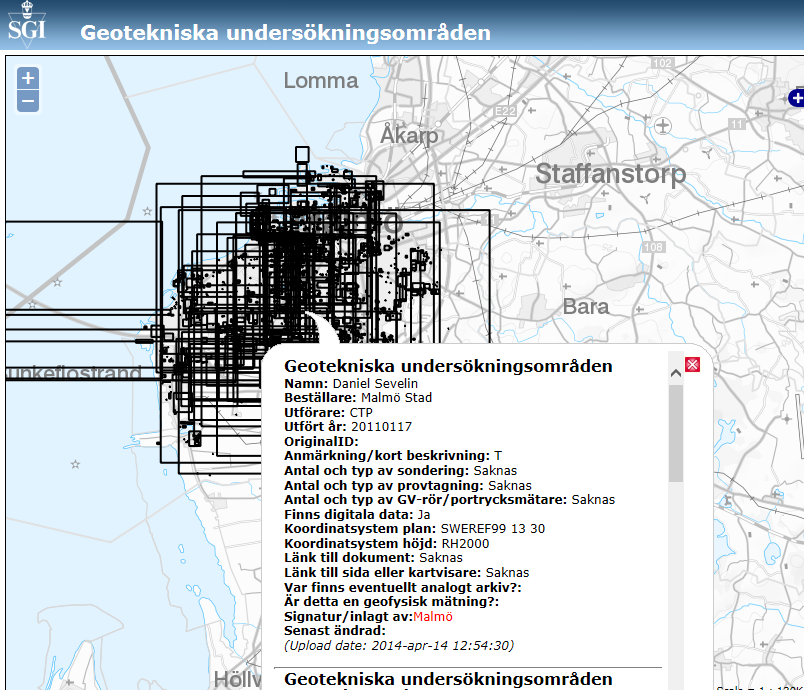 SGI
Geotekniska undersökningsområden
Lomma
102
E22
Åkarp
11
Staffanstorp
108
Bara
unkeflostrand
Geotekniska undersökningsområden
Namn: Daniel Sevelin
Beställare: Malmö Stad
Utförare: CTP
Utfört år: 20110117
OriginalID:
Anmärkning/kort beskrivning: T
Antal och typ av sondering: Saknas
Antal och typ av provtagning: Saknas
Antal och typ av GV-rör/portrycksmätare: Saknas
Finns digitala data: Ja
Koordinatsystem plan: SWEREF99 13 30
Koordinatsystem höjd: RH2000
Länk till dokument: Saknas
Länk till sida eller kartvisare: Saknas
Var finns eventuellt analogt arkiv?:
Är detta en geofysisk mätning?:
Signatur/inlagt av:Malmö
Senast ändrad:
(Upload date: 2014-apr-14 12:54:30)
Geotekniska undersökningsområden
Höllv